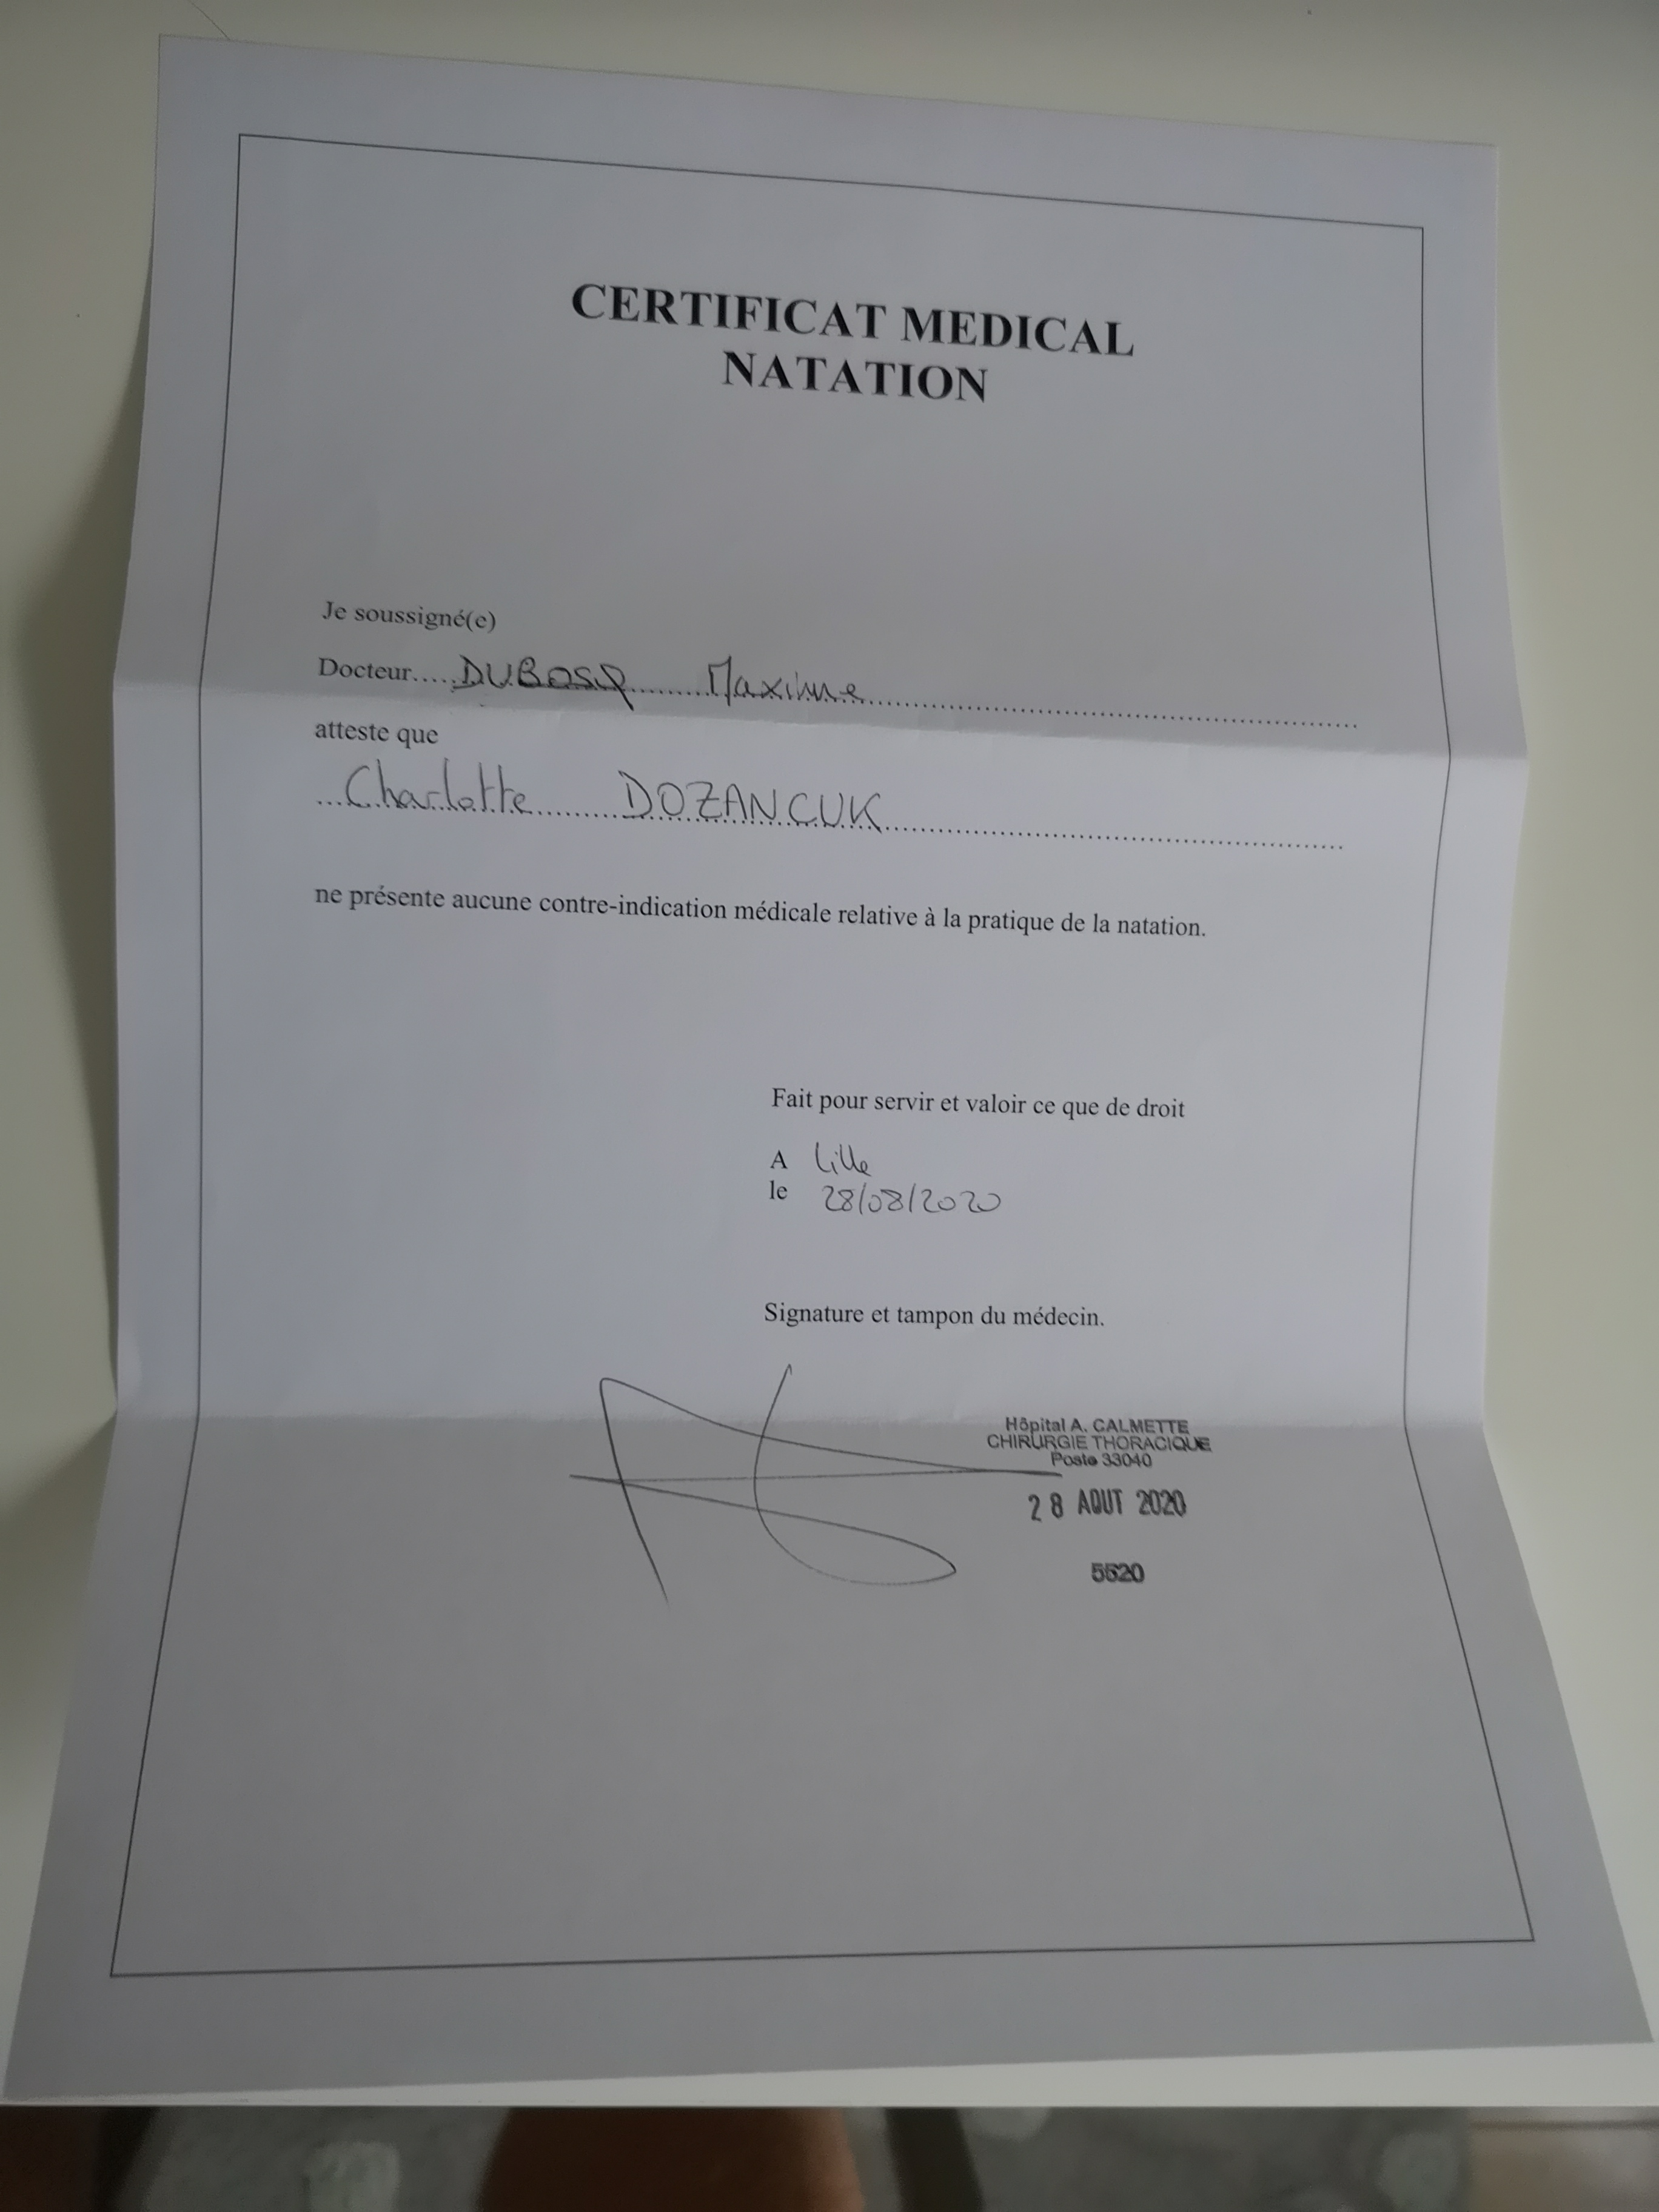 CERTIFICAT MEDICAL
NATATION
Je soussigné(e)
Docteur.....DUBOSQ Maxime
atteste que
...Charlotte DOZANCUK
ne présente aucune contre-indication médicale relative à la pratique de la natation.
Fait pour servir et valoir ce que de droit
A Lille
le 28/08/2020
Signature et tampon du médecin.
Hôpital A. CALMETTE
CHIRURGIE THORACIQUE
Poste 33040
28 AOUT 2020
5520